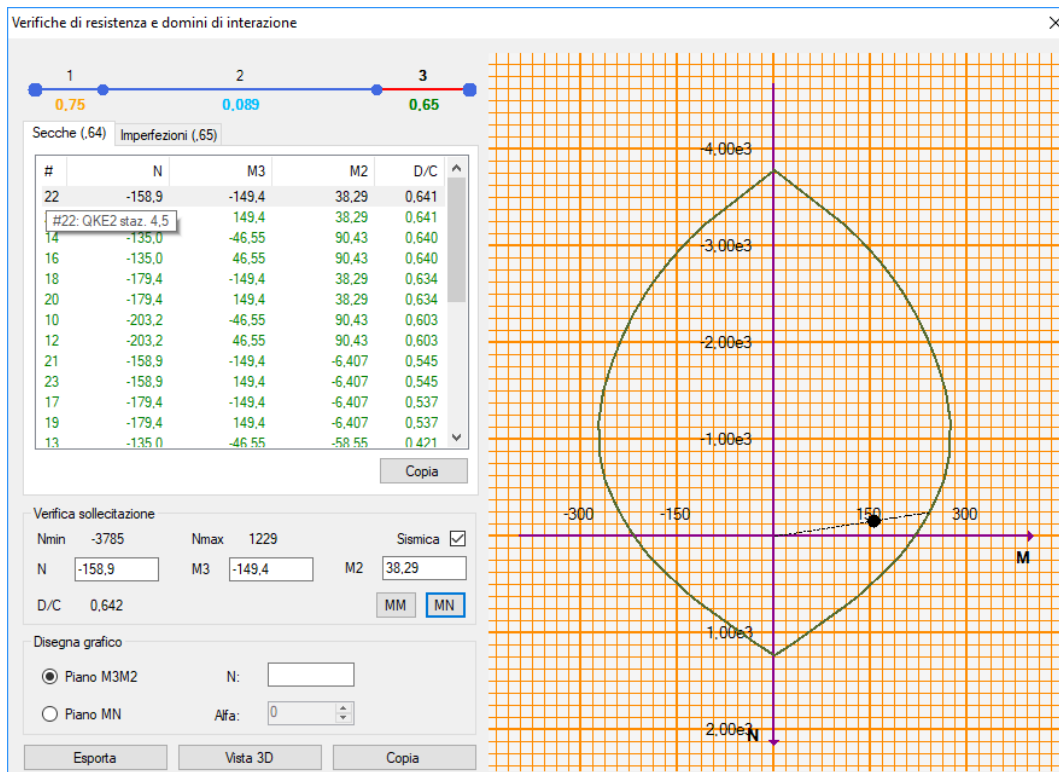 Verifiche di resistenza e domini di interazione
1 2 3
0,75 0,089 0,65
Secche (,64) Imperfezioni (,65)
# N M3 M2 D/C
22 -158,9 -149,4 38,29 0,641
149,4 38,29 0,641
#22: QKE2 staz. 4,5
14 -135,0 -46,55 90,43 0,640
16 -135,0 46,55 90,43 0,640
18 -179,4 -149,4 38,29 0,634
20 -179,4 149,4 38,29 0,634
10 -203,2 -46,55 90,43 0,603
12 -203,2 46,55 90,43 0,603
21 -158,9 -149,4 -6,407 0,545
23 -158,9 149,4 -6,407 0,545
17 -179,4 -149,4 -6,407 0,537
19 -179,4 149,4 -6,407 0,537
13 -135,0 -46,55 -58,55 0,421
Copia
Verifica sollecitazione
Nmin -3785 Nmax 1229 Sismica
N -158,9 M3 -149,4 M2 38,29
D/C 0,642 MM MN
Disegna grafico
Piano M3M2 N:
Piano MN Alfa: 0
Esporta Vista 3D Copia
-4,00e3
-3,00e3
-2,00e3
-1,00e3
-300 -150 150 300
M
1,00e3
2,00e3
N